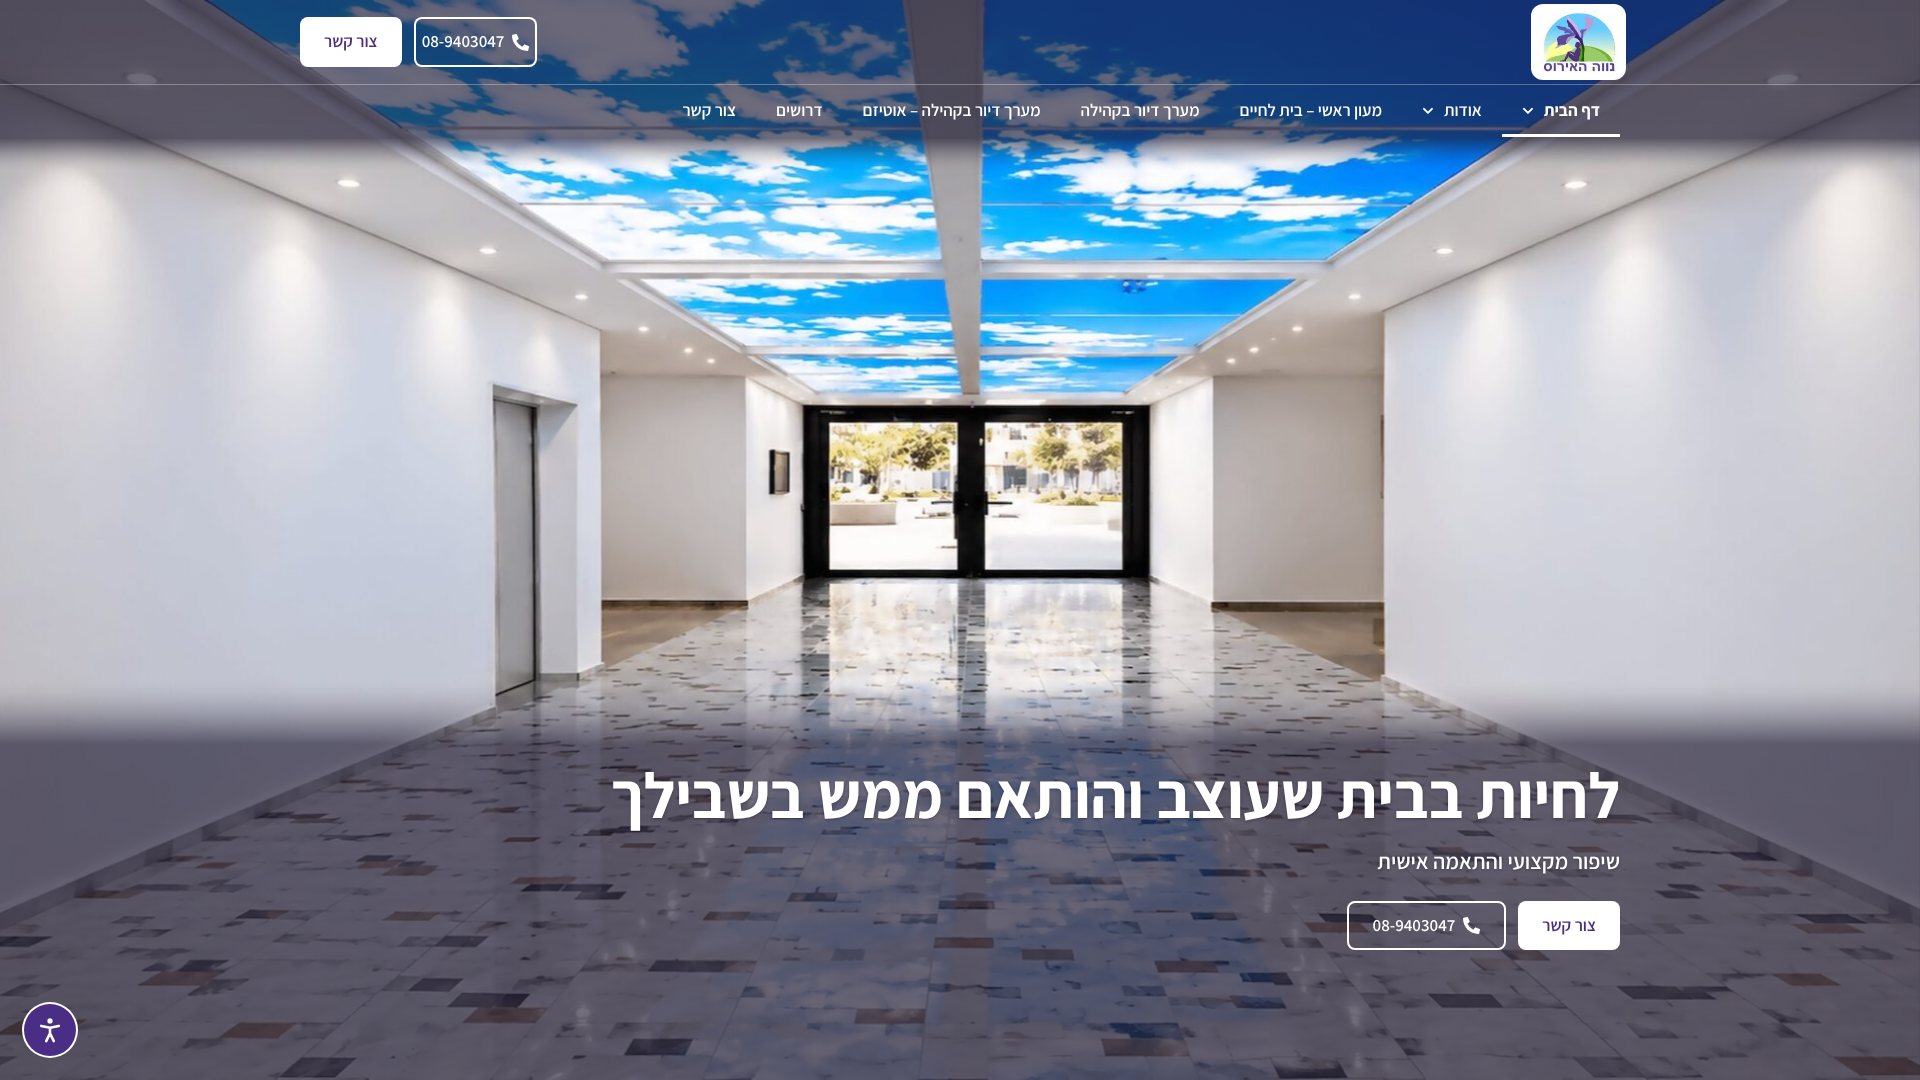 נווה האירוס
08-9403047
צור קשר
דף הבית
אודות
מעון ראשי – בית לחיים
מערך דיור בקהילה
מערך דיור בקהילה – אוטיזם
דרושים
צור קשר
לחיות בבית שעוצב והותאם ממש בשבילך
שיפור מקצועי והתאמה אישית
צור קשר
08-9403047